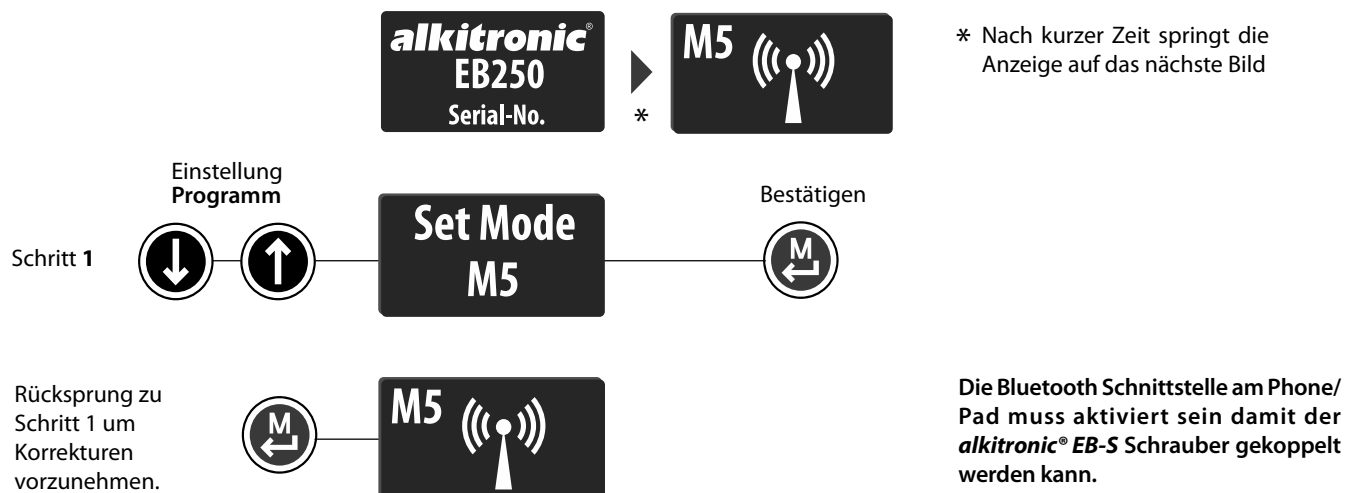 alkitronic®
EB250
Serial-No.
*
M5
* Nach kurzer Zeit springt die
Anzeige auf das nächste Bild
Einstellung
Programm
Schritt 1
Set Mode
M5
Bestätigen
M
Rücksprung zu
Schritt 1 um
Korrekturen
vorzunehmen.
M
M5
Die Bluetooth Schnittstelle am Phone/
Pad muss aktiviert sein damit der
alkitronic® EB-S Schrauber gekoppelt
werden kann.